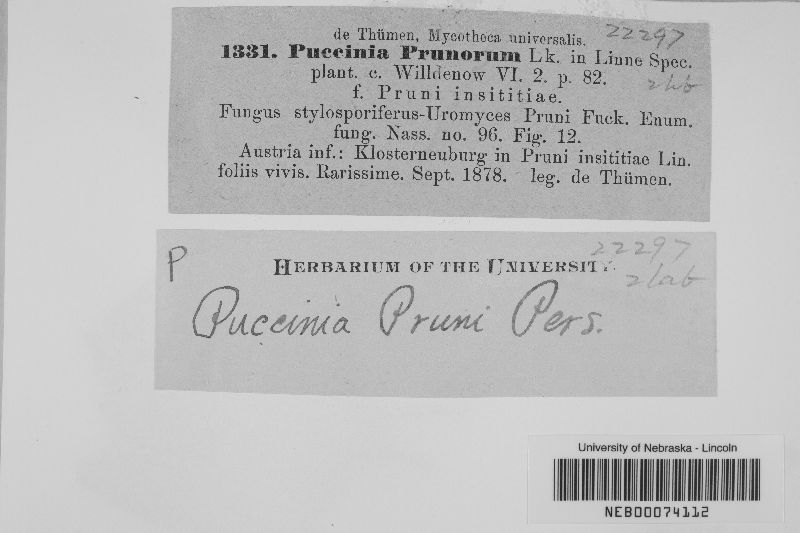 de Thümen, Mycotheca universalis. 22297
1331. Puccinia Prunorum Lk. in Linne Spec.
plant. c. Willdenow VI. 2. p. 82.
f. Pruni insititiae.
Fungus stylosporiferus-Uromyces Pruni Fuck. Enum.
fung. Nass. no. 96. Fig. 12.
Austria inf.: Klosterneuburg in Pruni insititiae Lin.
foliis vivis. Rarissime. Sept. 1878. leg. de Thümen.
P
22297
HERBARIUM OF THE UNIVERSITY.
Puccinia Pruni Pers.
University of Nebraska - Lincoln
NEB00074112